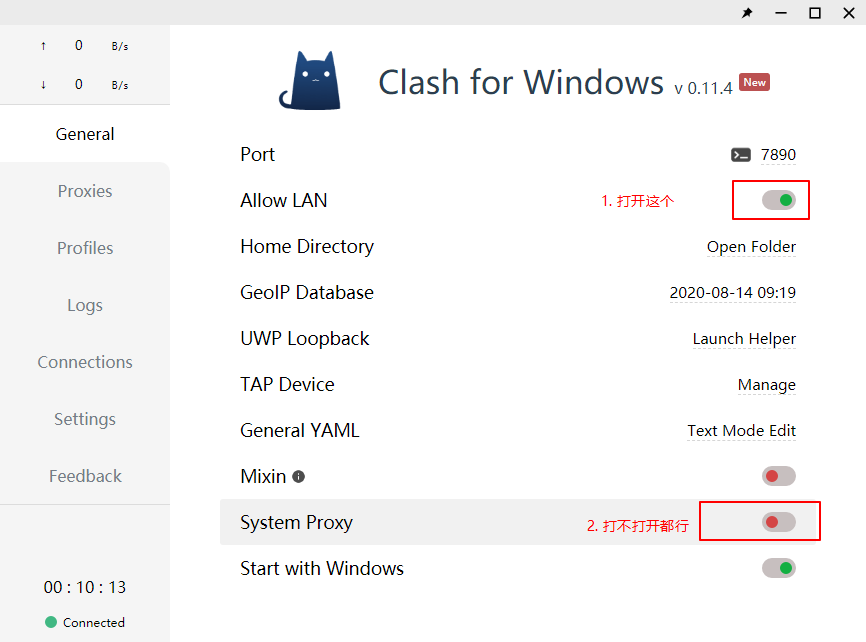 ↑ 0 B/s
↓ 0 B/s
General
Proxies
Profiles
Logs
Connections
Settings
Feedback
00 : 10 : 13
Connected
Clash for Windows v 0.11.4 New
Port 7890
Allow LAN 1. 打开这个
Home Directory Open Folder
GeoIP Database 2020-08-14 09:19
UWP Loopback Launch Helper
TAP Device Manage
General YAML Text Mode Edit
Mixin
System Proxy 2. 打不打开都行
Start with Windows